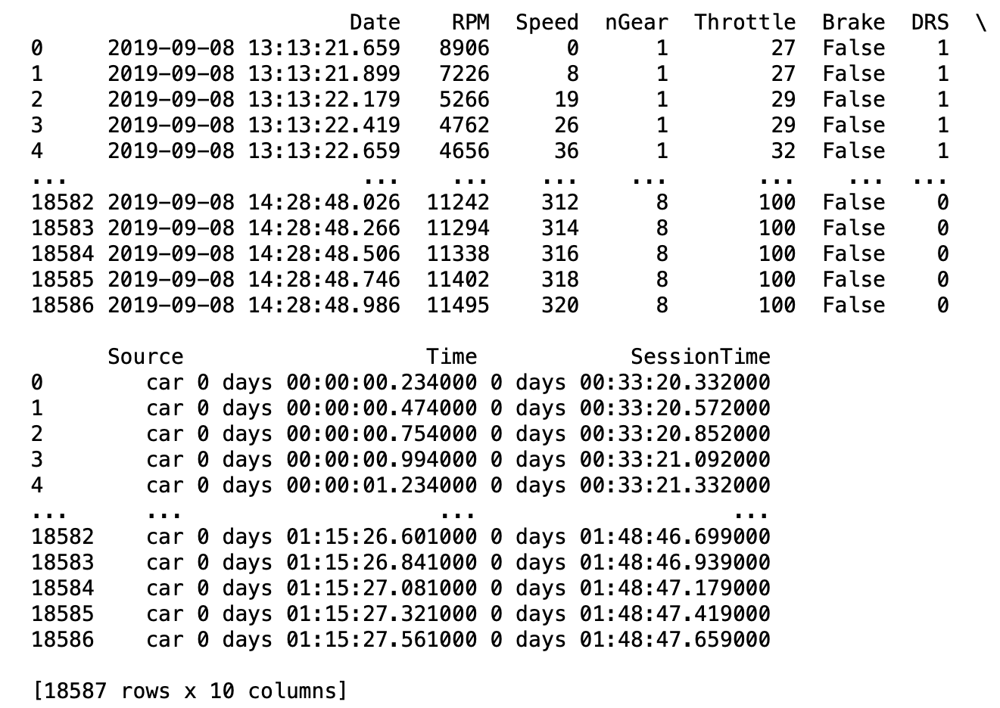 Date RPM Speed nGear Throttle Brake DRS \
0 2019-09-08 13:13:21.659 8906 0 1 27 False 1
1 2019-09-08 13:13:21.899 7226 8 1 27 False 1
2 2019-09-08 13:13:22.179 5266 19 1 29 False 1
3 2019-09-08 13:13:22.419 4762 26 1 29 False 1
4 2019-09-08 13:13:22.659 4656 36 1 32 False 1
... ... ... ... ... ... ... ...
18582 2019-09-08 14:28:48.026 11242 312 8 100 False 0
18583 2019-09-08 14:28:48.266 11294 314 8 100 False 0
18584 2019-09-08 14:28:48.506 11338 316 8 100 False 0
18585 2019-09-08 14:28:48.746 11402 318 8 100 False 0
18586 2019-09-08 14:28:48.986 11495 320 8 100 False 0
Source Time SessionTime
0 car 0 days 00:00:00.234000 0 days 00:33:20.332000
1 car 0 days 00:00:00.474000 0 days 00:33:20.572000
2 car 0 days 00:00:00.754000 0 days 00:33:20.852000
3 car 0 days 00:00:00.994000 0 days 00:33:21.092000
4 car 0 days 00:00:01.234000 0 days 00:33:21.332000
... ... ... ...
18582 car 0 days 01:15:26.601000 0 days 01:48:46.699000
18583 car 0 days 01:15:26.841000 0 days 01:48:46.939000
18584 car 0 days 01:15:27.081000 0 days 01:48:47.179000
18585 car 0 days 01:15:27.321000 0 days 01:48:47.419000
18586 car 0 days 01:15:27.561000 0 days 01:48:47.659000
[18587 rows x 10 columns]